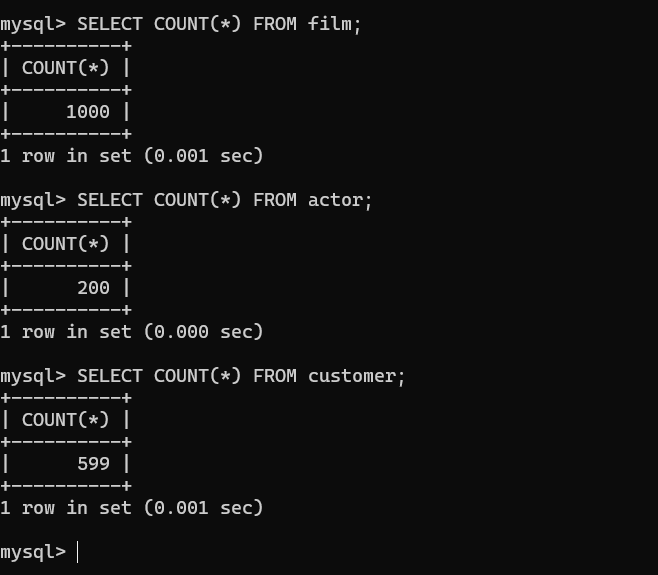 mysql> SELECT COUNT(*) FROM film;
+----------+
| COUNT(*) |
+----------+
|     1000 |
+----------+
1 row in set (0.001 sec)

mysql> SELECT COUNT(*) FROM actor;
+----------+
| COUNT(*) |
+----------+
|      200 |
+----------+
1 row in set (0.000 sec)

mysql> SELECT COUNT(*) FROM customer;
+----------+
| COUNT(*) |
+----------+
|      599 |
+----------+
1 row in set (0.001 sec)

mysql>